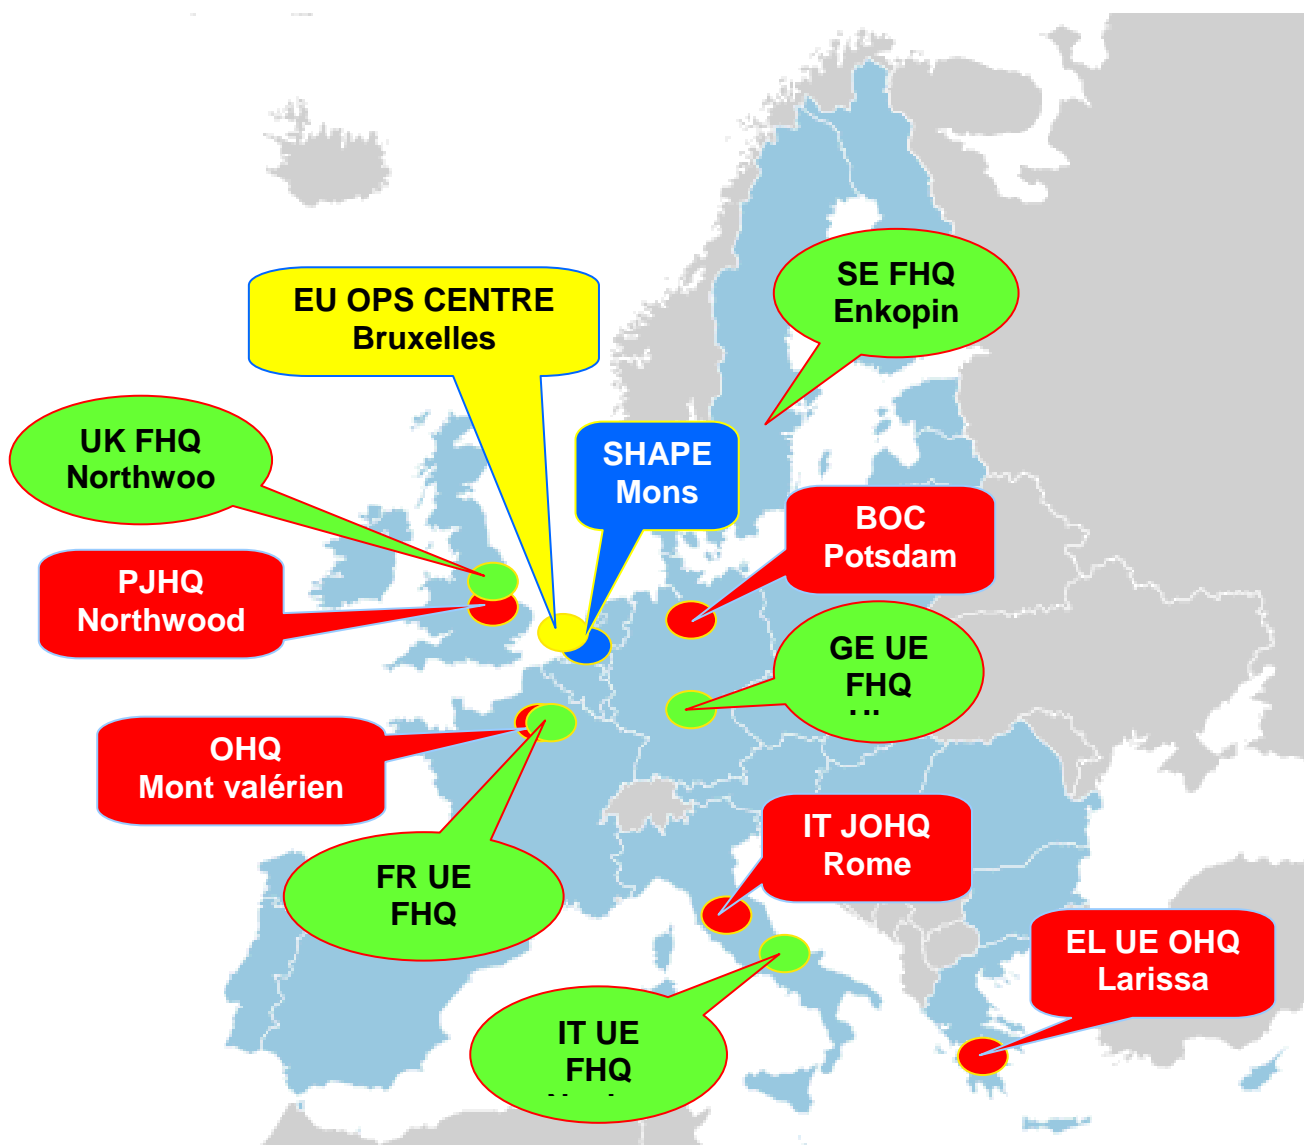 SE FHQ
Enkopin
EU OPS CENTRE
Bruxelles
UK FHQ
Northwoo
SHAPE
Mons
BOC
Potsdam
PJHQ
Northwood
GE UE
FHQ
OHQ
Mont valérien
IT JOHQ
Rome
FR UE
FHQ
EL UE OHQ
Larissa
IT UE
FHQ